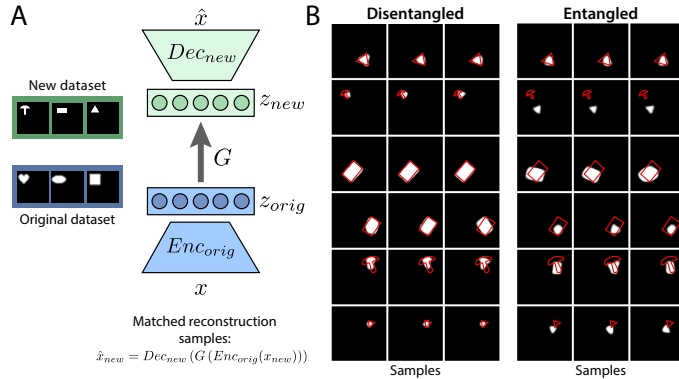 A
x̂
Dec_new
New dataset
z_new
G
z_orig
Original dataset
Enc_orig
x
Matched reconstruction
samples:
x̂_new = Dec_new (G (Enc_orig(x_new)))
B
Disentangled
Entangled
Samples
Samples